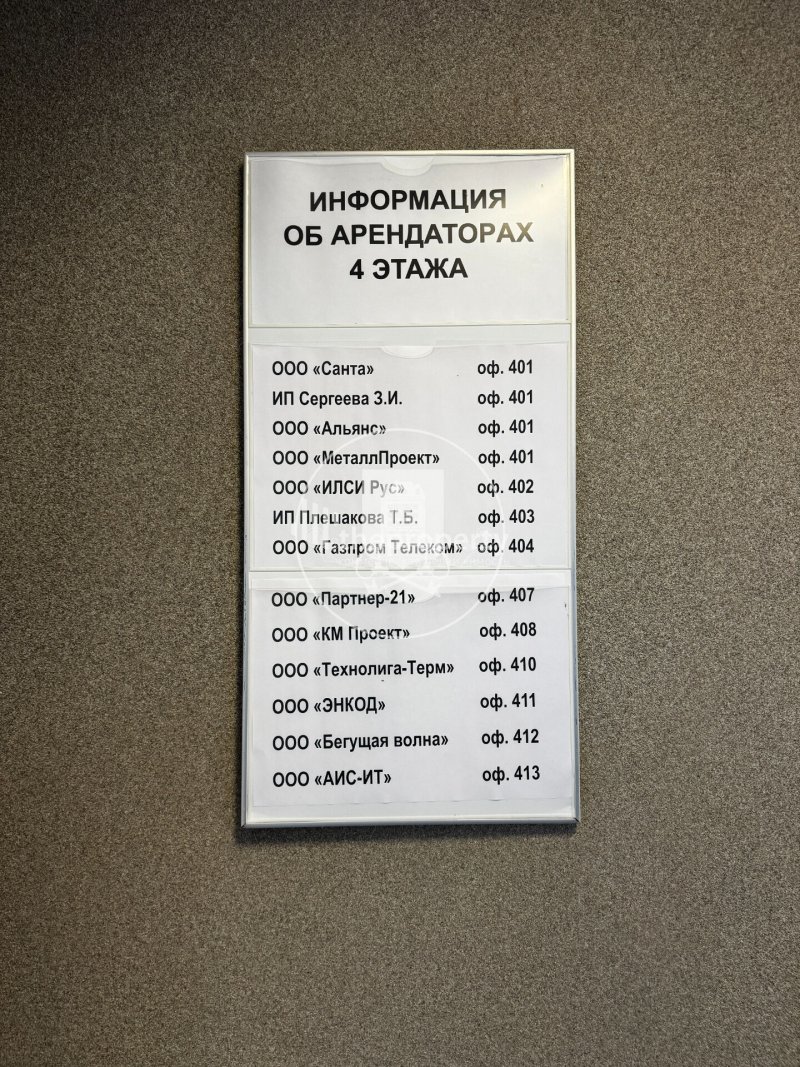 ИНФОРМАЦИЯ
ОБ АРЕНДАТОРАХ
4 ЭТАЖА
ООО «Санта» оф. 401
ИП Сергеева З.И. оф. 401
ООО «Альянс» оф. 401
ООО «МеталлПроект» оф. 401
ООО «ИЛСИ Рус» оф. 402
ИП Плешакова Т.Б. оф. 403
ООО «Газпром Телеком» оф. 404
ООО «Партнер-21» оф. 407
ООО «КМ Проект» оф. 408
ООО «Технолига-Терм» оф. 410
ООО «ЭНКОД» оф. 411
ООО «Бегущая волна» оф. 412
ООО «АИС-ИТ» оф. 413